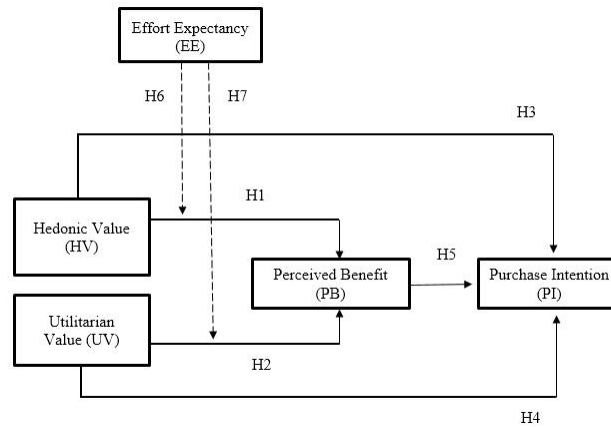 Effort Expectancy
(EE)
H6
H7
H3
H1
Hedonic Value
(HV)
H5
Perceived Benefit
(PB)
Purchase Intention
(PI)
Utilitarian
Value (UV)
H2
H4